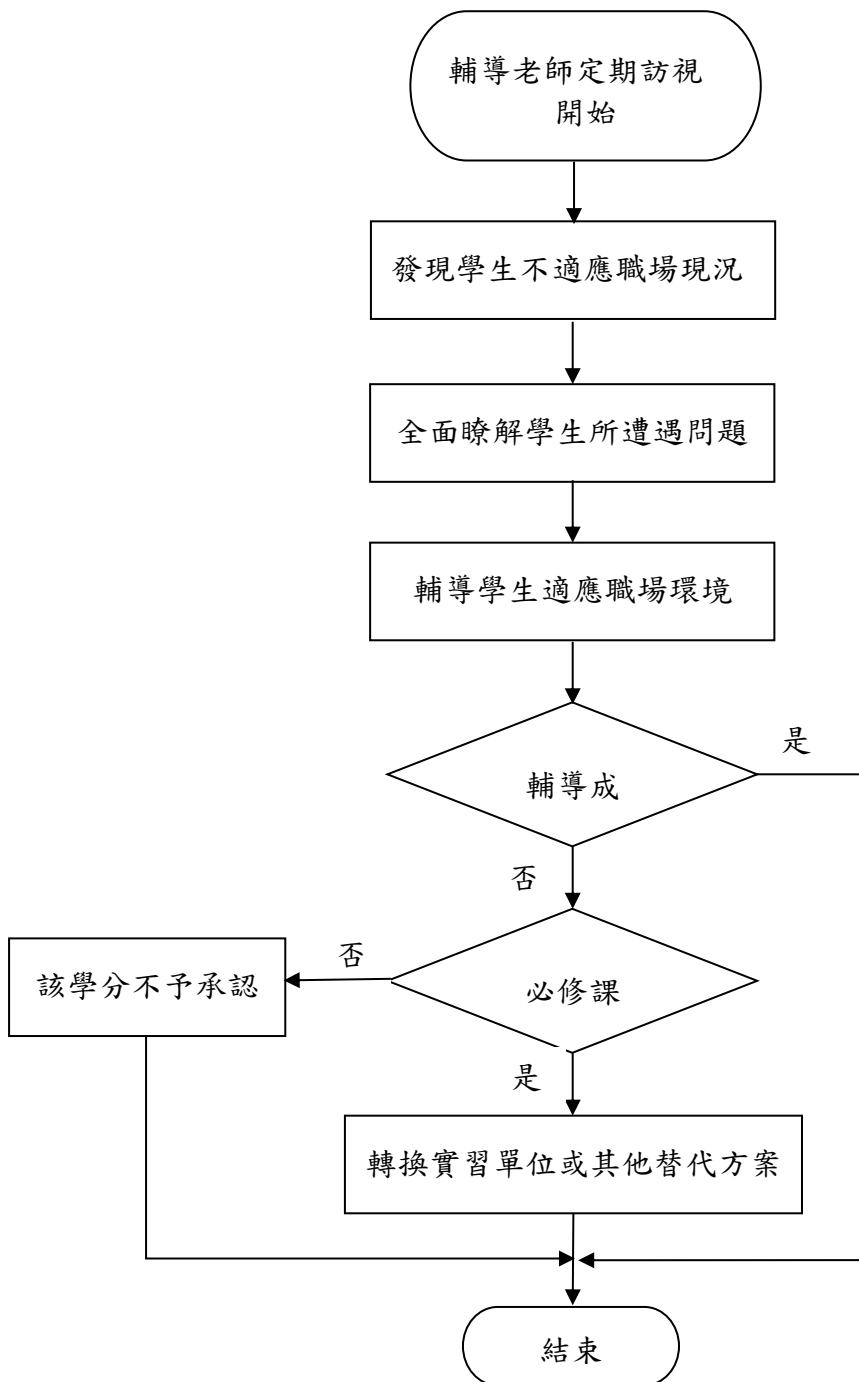 輔導老師定期訪視
開始
發現學生不適應職場現況
全面瞭解學生所遭遇問題
輔導學生適應職場環境
是
輔導成
否
否
該學分不予承認
必修課
是
轉換實習單位或其他替代方案
結束